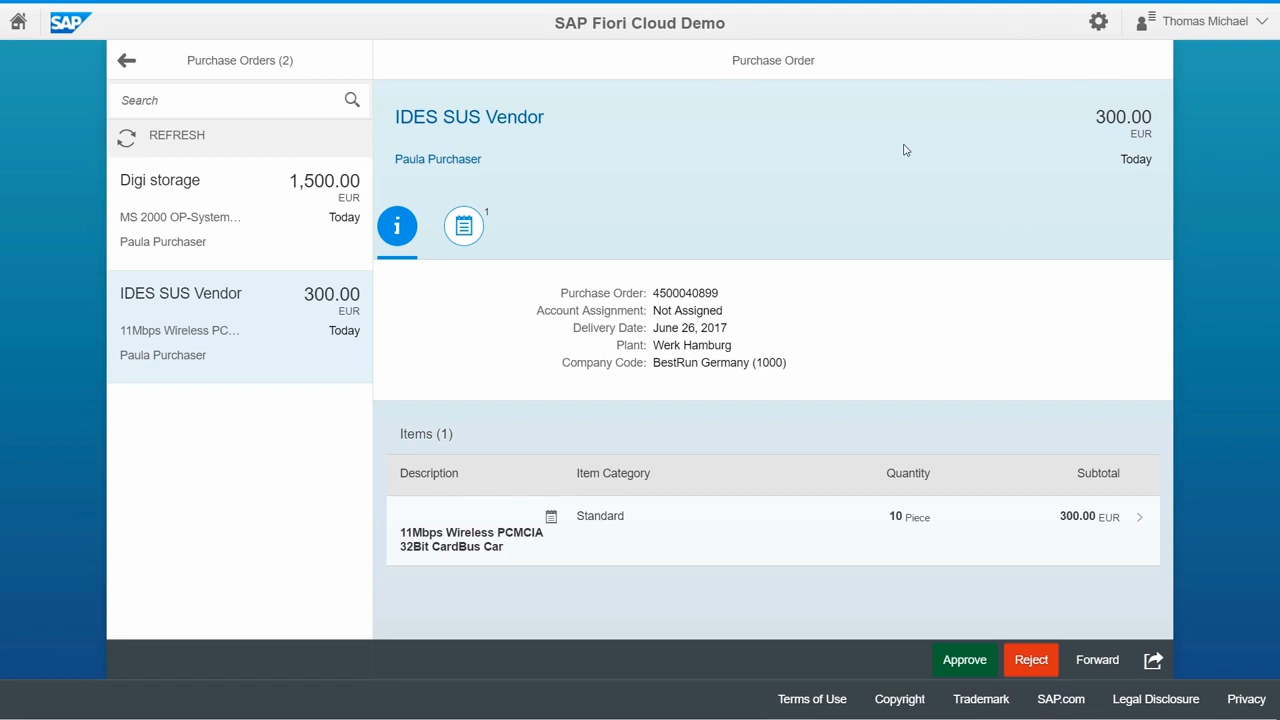 SAP
SAP Fiori Cloud Demo
Thomas Michael
Purchase Orders (2)
Search
REFRESH
Digi storage 1,500.00
EUR
MS 2000 OP-System... Today
Paula Purchaser
IDES SUS Vendor 300.00
EUR
11Mbps Wireless PC... Today
Paula Purchaser
Purchase Order
IDES SUS Vendor 300.00
EUR
Paula Purchaser Today
i 1
Purchase Order: 4500040899
Account Assignment: Not Assigned
Delivery Date: June 26, 2017
Plant: Werk Hamburg
Company Code: BestRun Germany (1000)
Items (1)
Description Item Category Quantity Subtotal
Standard 10 Piece 300.00 EUR
11Mbps Wireless PCMCIA
32Bit CardBus Car
Approve Reject Forward
Terms of Use Copyright Trademark SAP.com Legal Disclosure Privacy